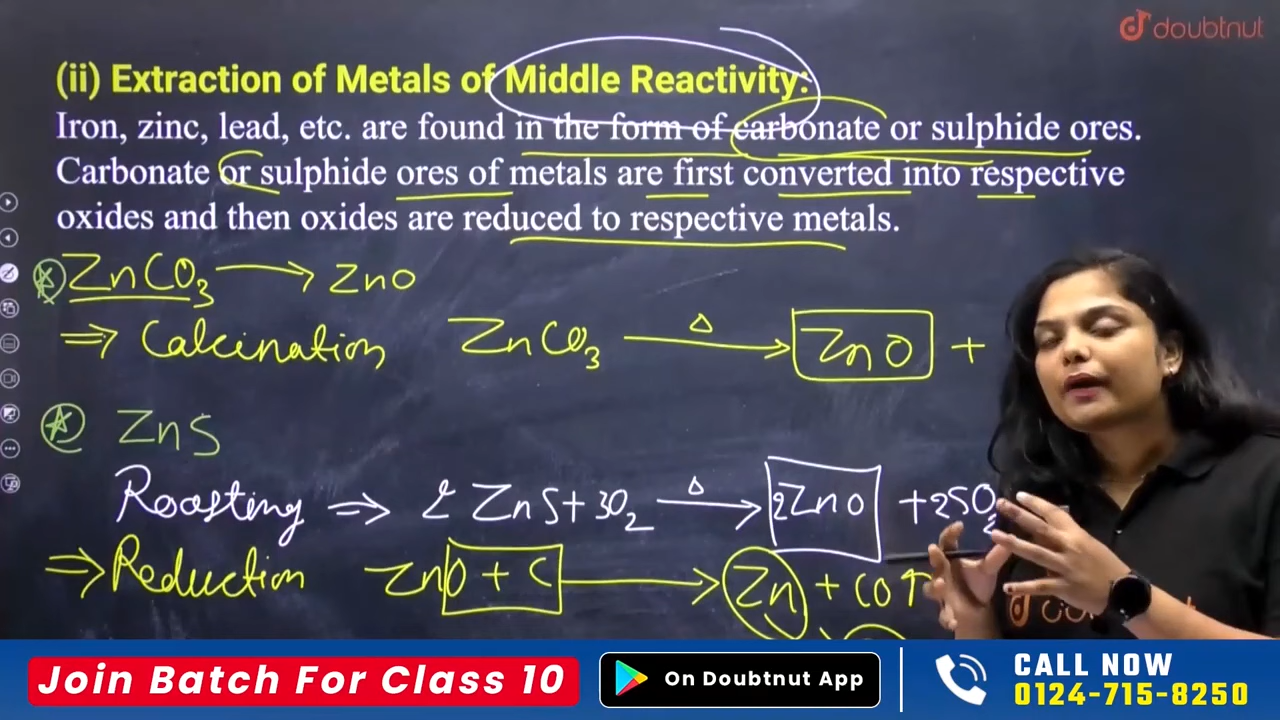 doubtnut
(ii) Extraction of Metals of Middle Reactivity:
Iron, zinc, lead, etc. are found in the form of carbonate or sulphide ores.
Carbonate or sulphide ores of metals are first converted into respective
oxides and then oxides are reduced to respective metals.
ZnCO₃ → ZnO
⇒ Calcination ZnCO₃ —Δ→ ZnO +
ZnS
Roasting ⇒ 2 ZnS + 3O₂ —Δ→ 2ZnO + 2SO₂
⇒ Reduction ZnO + C → Zn + CO↑
Join Batch For Class 10
On Doubtnut App
CALL NOW
0124-715-8250